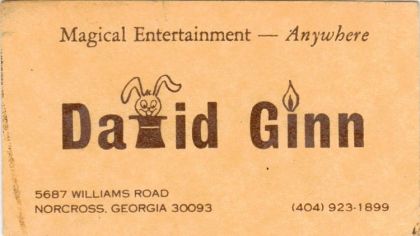 Magical Entertainment — Anywhere
David Ginn
5687 WILLIAMS ROAD
NORCROSS, GEORGIA 30093
(404) 923-1899